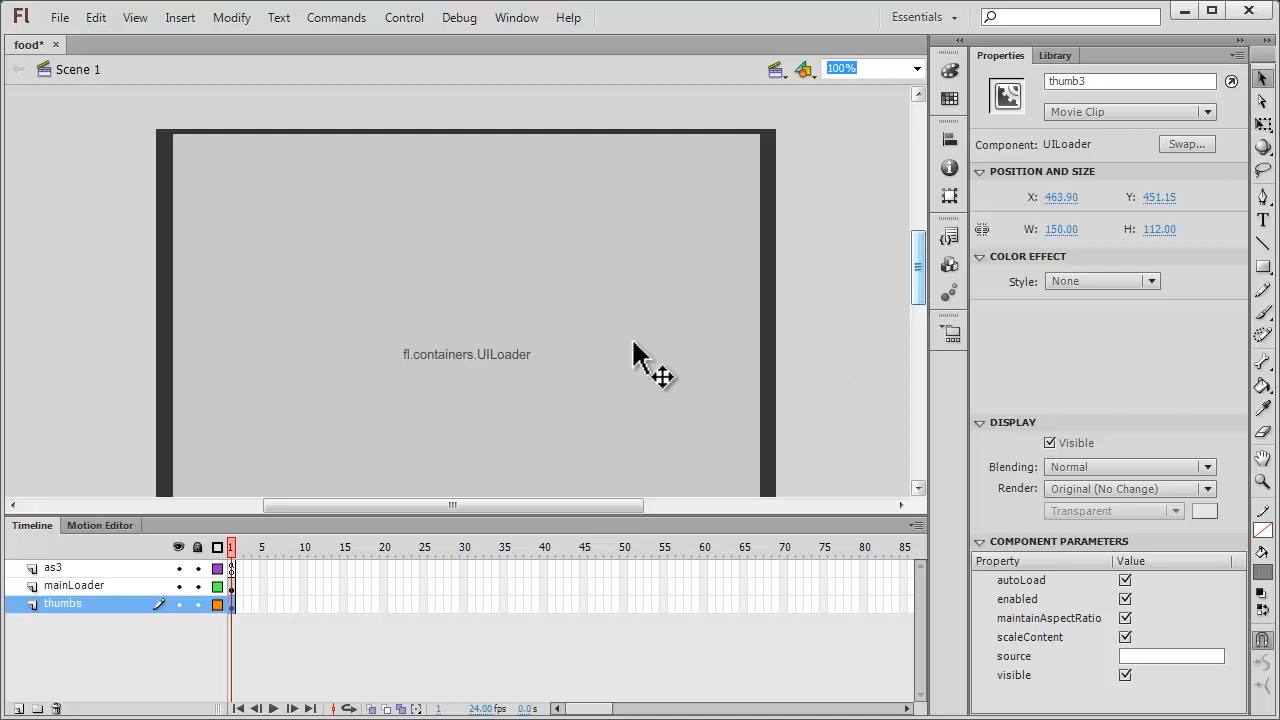 Fl File Edit View Insert Modify Text Commands Control Debug Window Help Essentials
food*
Scene 1 100%
fl.containers.UILoader
Properties Library
thumb3
Movie Clip
Component: UILoader Swap...
POSITION AND SIZE
X: 463.90 Y: 451.15
W: 150.00 H: 112.00
COLOR EFFECT
Style: None
DISPLAY
Visible
Blending: Normal
Render: Original (No Change)
Transparent
COMPONENT PARAMETERS
Property Value
autoLoad
enabled
maintainAspectRatio
scaleContent
source
visible
Timeline Motion Editor
1 5 10 15 20 25 30 35 40 45 50 55 60 65 70 75 80 85
as3
mainLoader
thumbs
1 24.00 fps 0.0 s